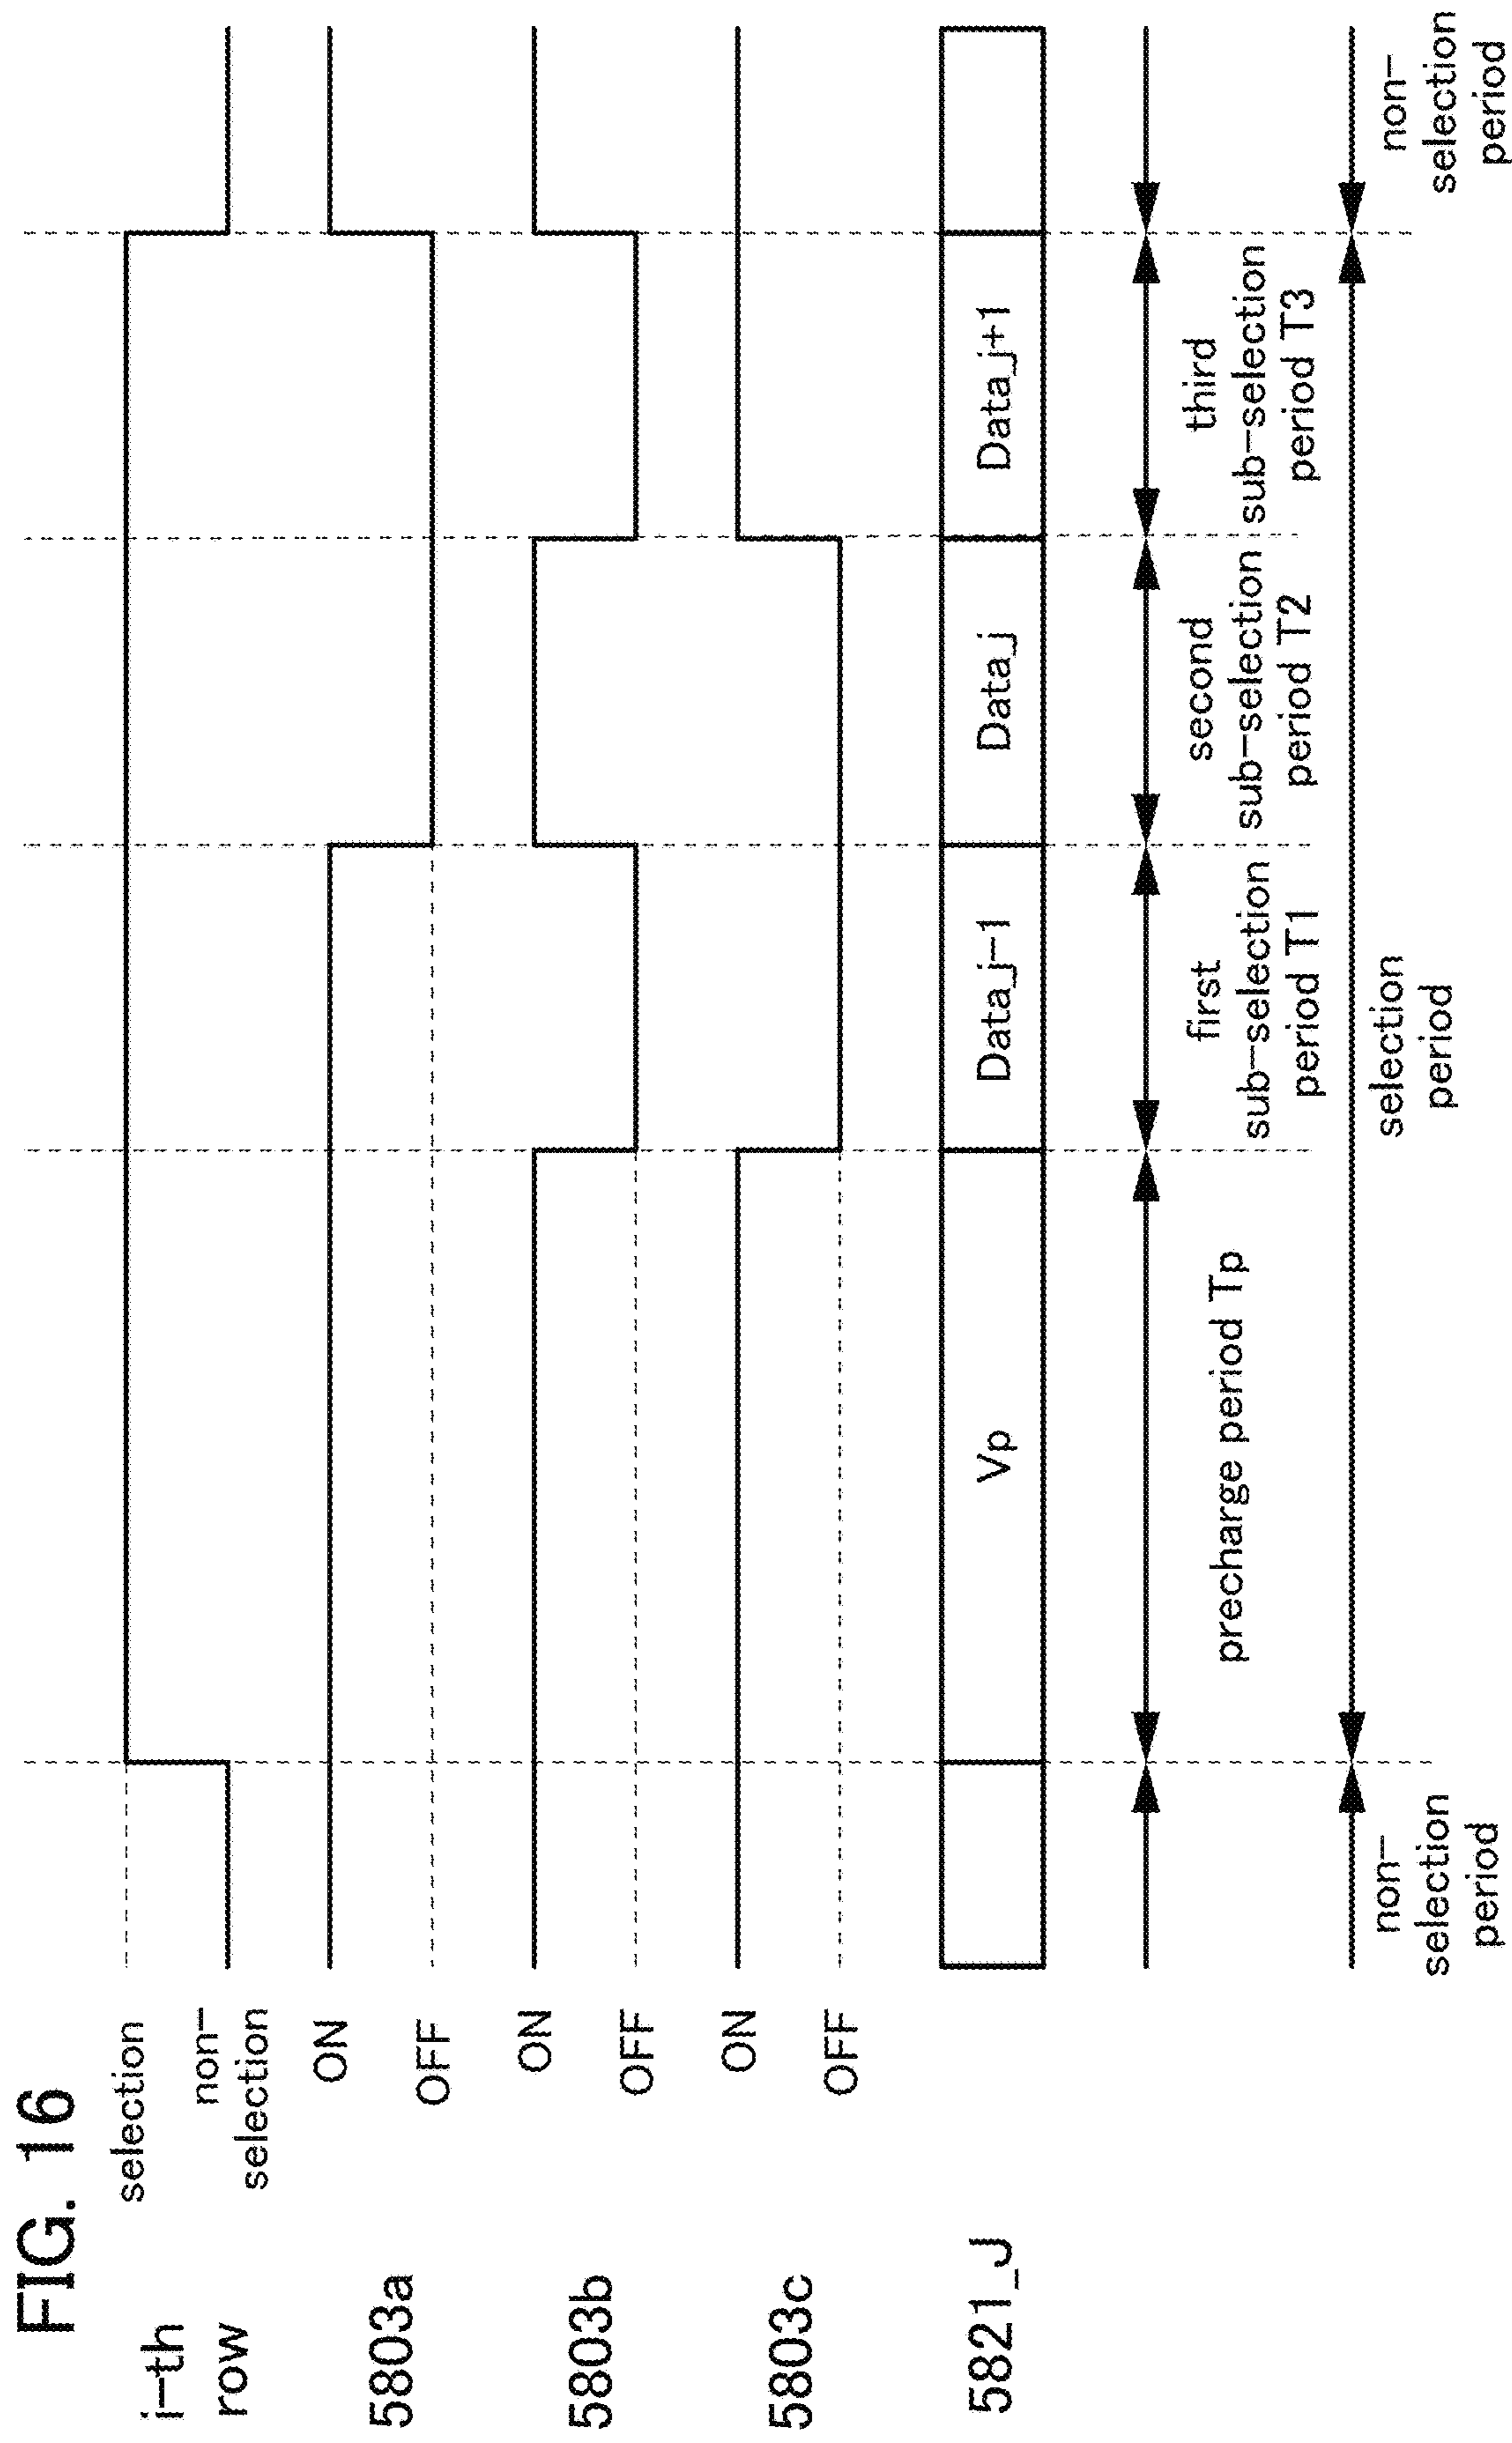 FIG. 16
i-th
row
selection
non-
selection
5803a
ON
OFF
5803b
ON
OFF
5803c
ON
OFF
5821_J
Vp
Data_j-1
Data_j
Data_j+1
precharge period Tp
first
sub-selection
period T1
second
sub-selection
period T2
third
sub-selection
period T3
non-
selection
period
selection
period
non-
selection
period